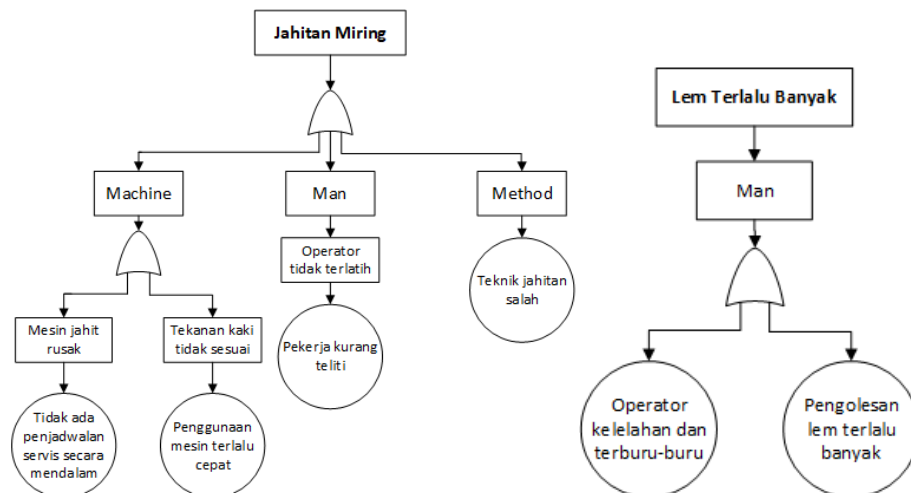 Jahitan Miring
Machine
Man
Method
Operator
tidak terlatih
Teknik jahitan
salah
Mesin jahit
rusak
Tekanan kaki
tidak sesuai
Pekerja kurang
teliti
Tidak ada
penjadwalan
servis secara
mendalam
Penggunaan
mesin terlalu
cepat
Lem Terlalu Banyak
Man
Operator
kelelahan dan
terburu-buru
Pengolesan
lem terlalu
banyak